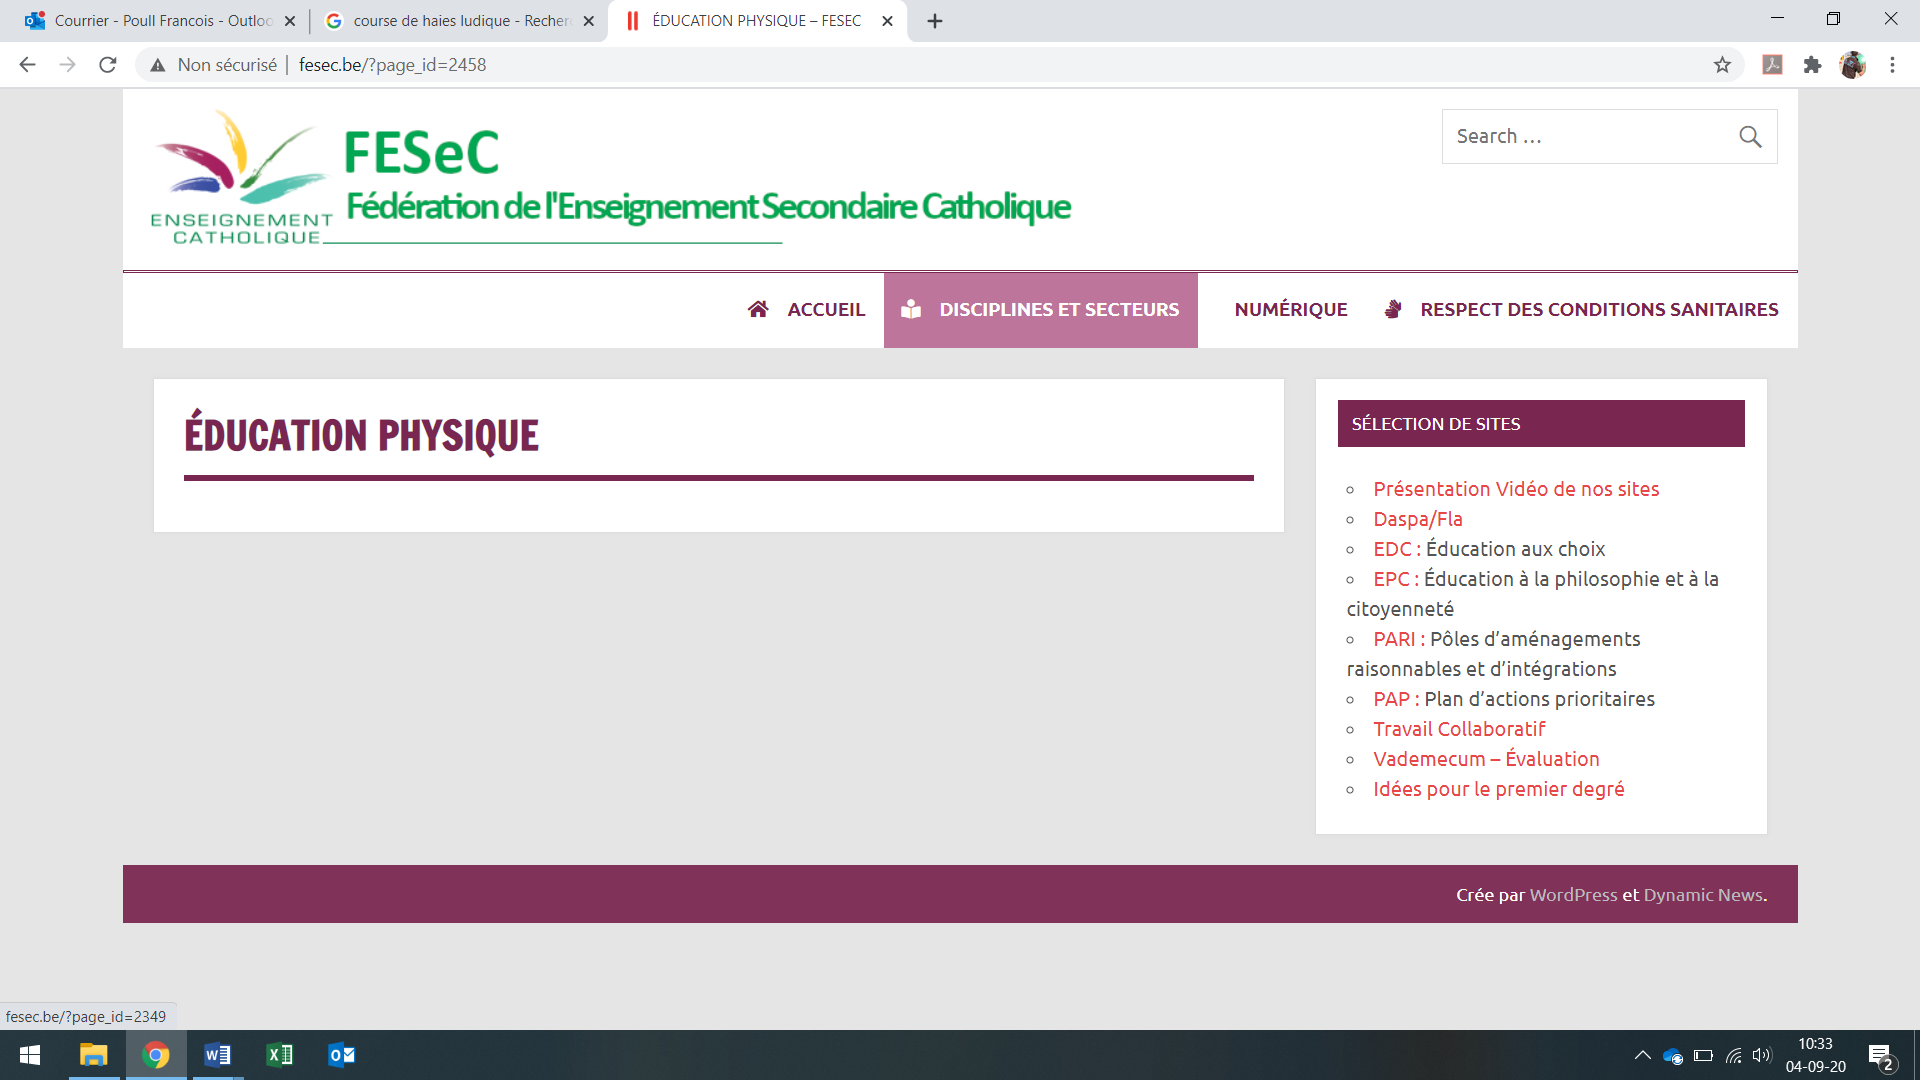 Courrier - Poull Francois - Outloo
course de haies ludique - Recher
ÉDUCATION PHYSIQUE – FESEC
Non sécurisé
fesec.be/?page_id=2458
ENSEIGNEMENT
CATHOLIQUE
FESeC
Fédération de l'Enseignement Secondaire Catholique
Search …
ACCUEIL
DISCIPLINES ET SECTEURS
NUMÉRIQUE
RESPECT DES CONDITIONS SANITAIRES
ÉDUCATION PHYSIQUE
SÉLECTION DE SITES
Présentation Vidéo de nos sites
Daspa/Fla
EDC : Éducation aux choix
EPC : Éducation à la philosophie et à la
citoyenneté
PARI : Pôles d’aménagements
raisonnables et d’intégrations
PAP : Plan d’actions prioritaires
Travail Collaboratif
Vademecum – Évaluation
Idées pour le premier degré
Crée par WordPress et Dynamic News.
fesec.be/?page_id=2349
10:33
04-09-20
2